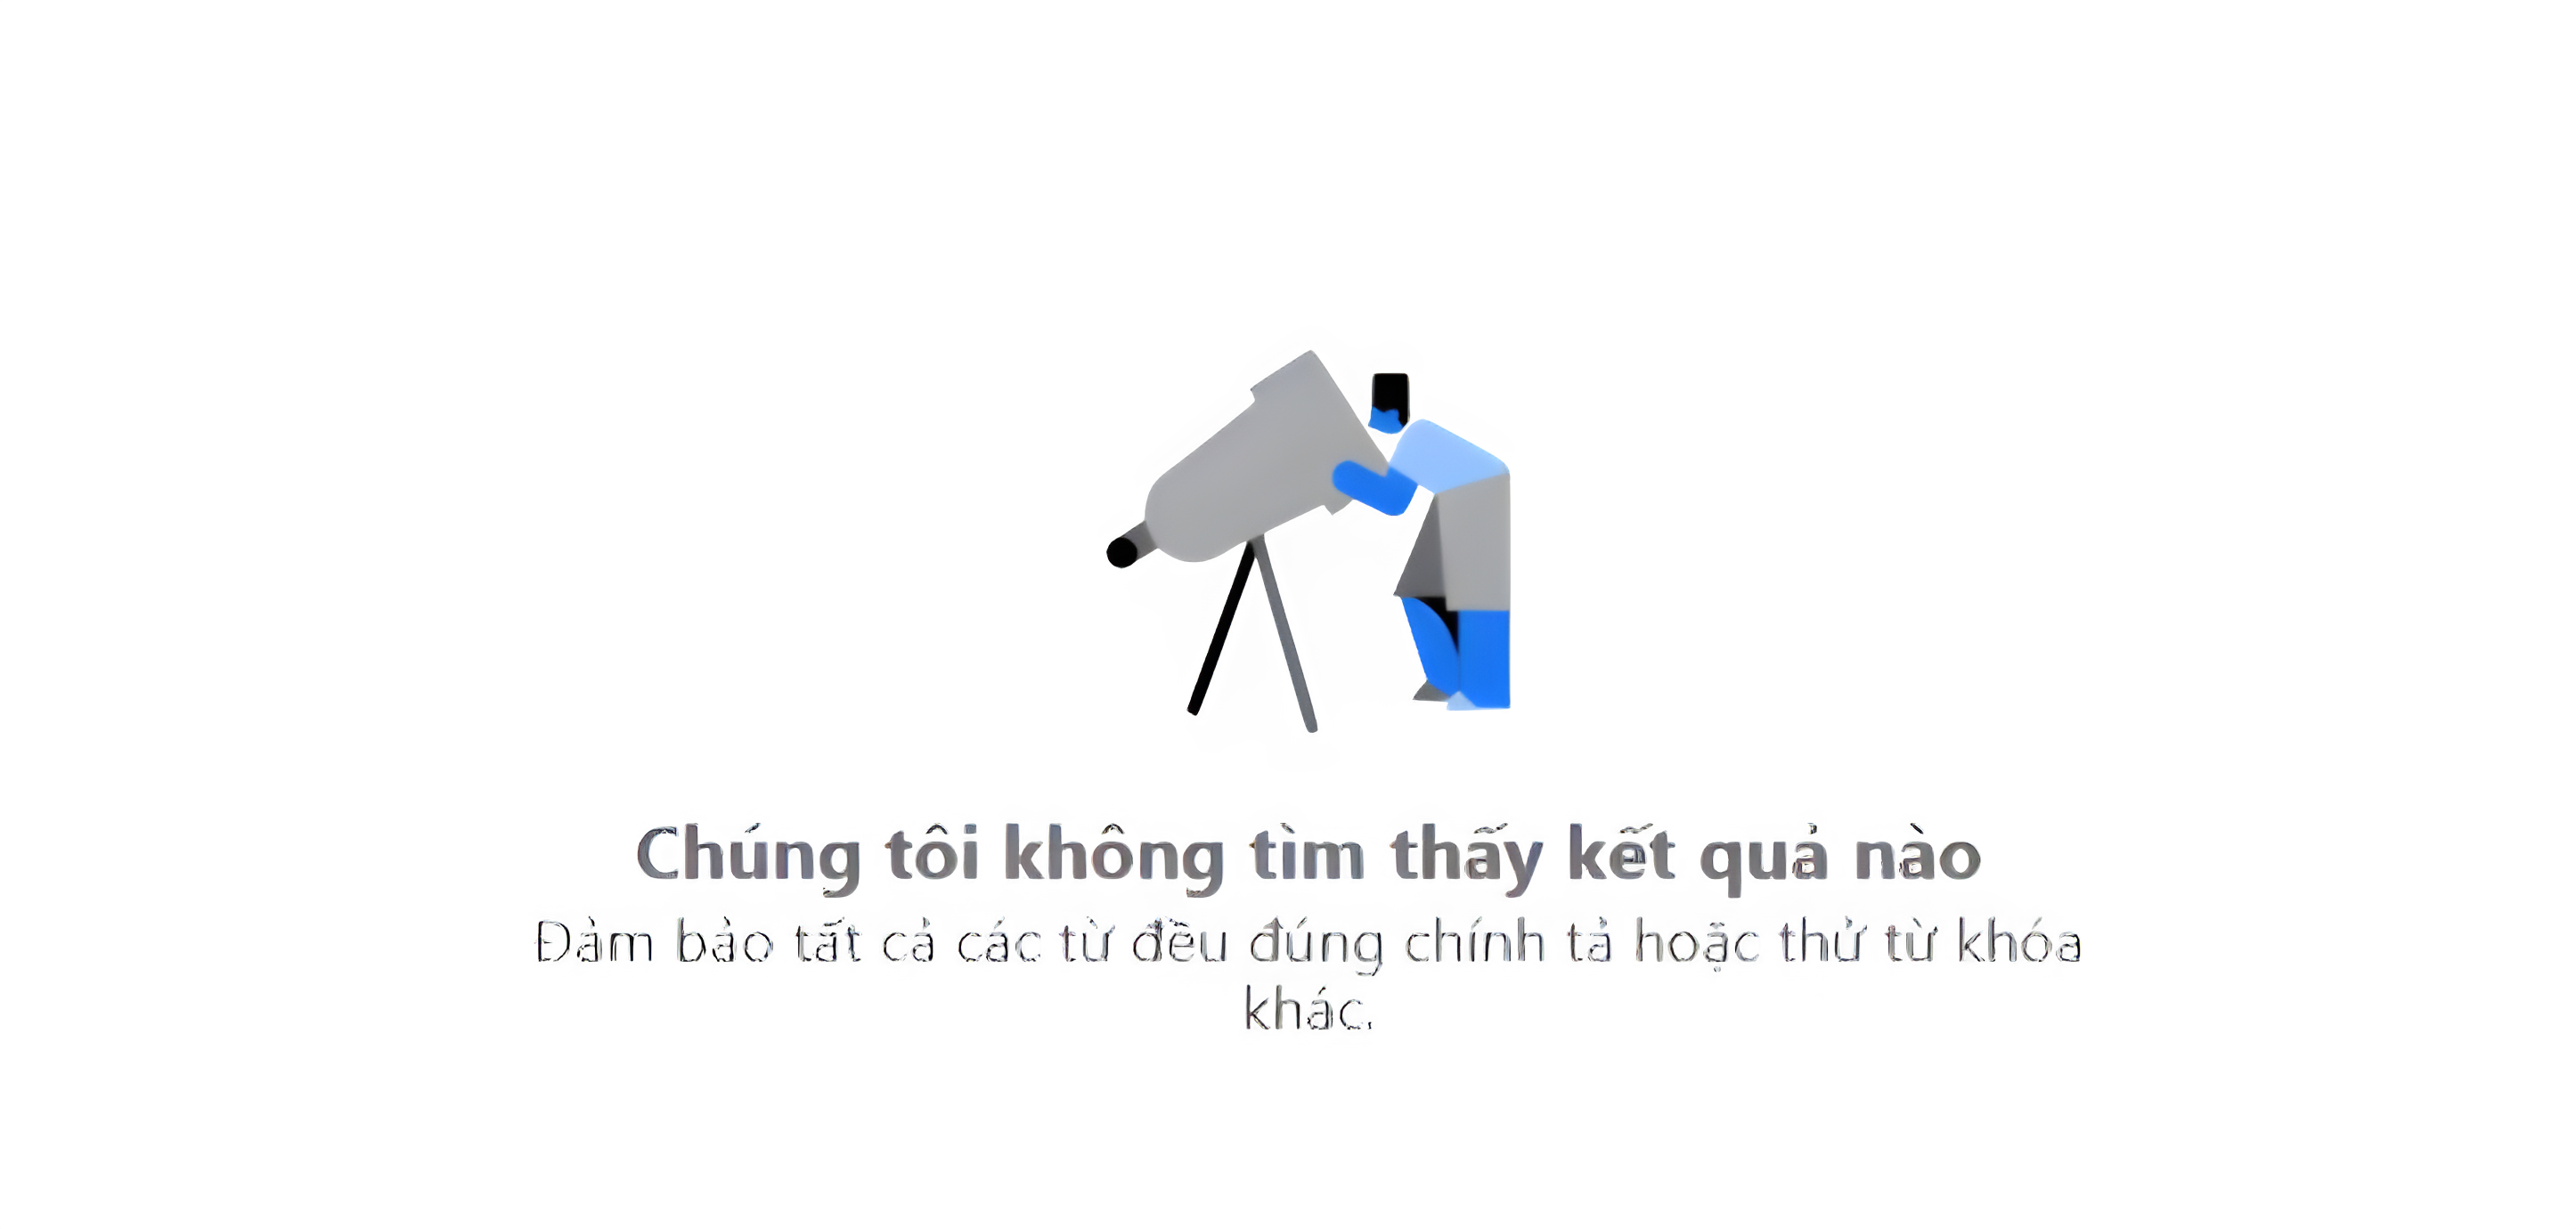 Chúng tôi không tìm thấy kết quả nào
Đảm bảo tất cả các từ đều đúng chính tả hoặc thử từ khóa
khác.